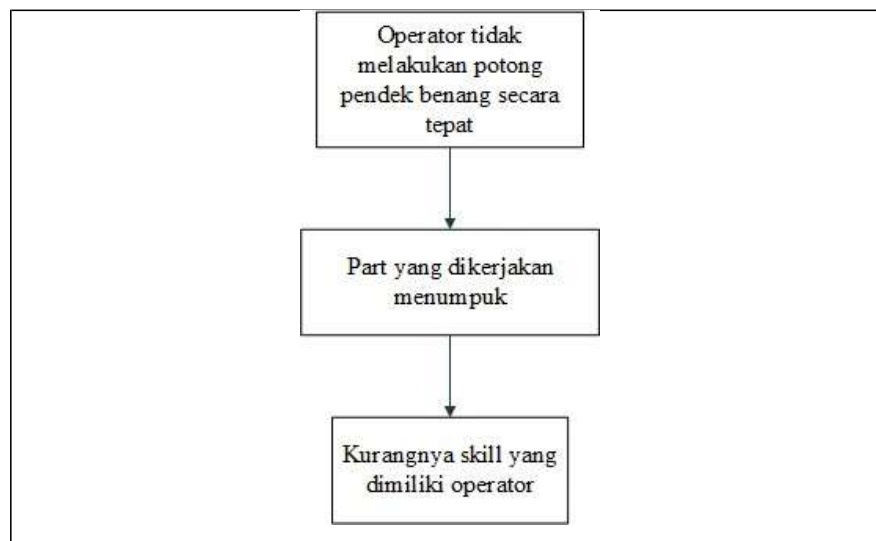 Operator tidak
melakukan potong
pendek benang secara
tepat
Part yang dikerjakan
menumpuk
Kurangnya skill yang
dimiliki operator